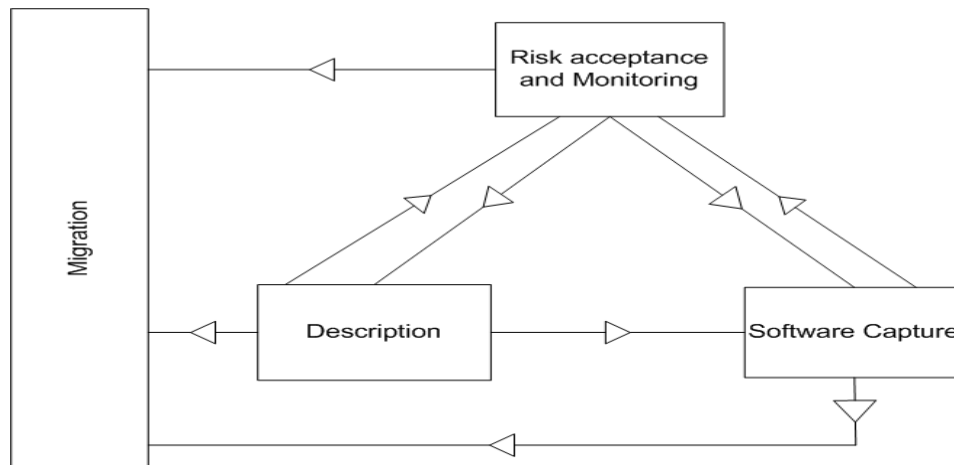 Risk acceptance
and Monitoring
Migration
Description
Software Capture